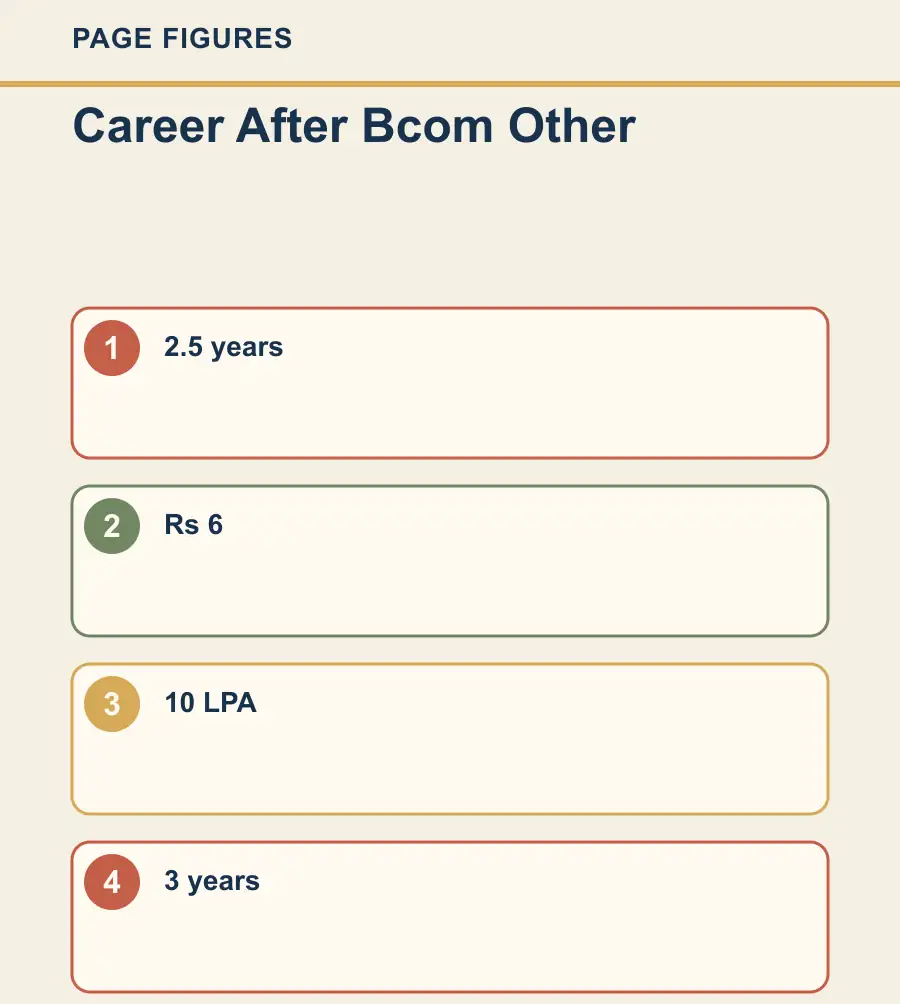 PAGE FIGURES
Career After Bcom Other
1 2.5 years
2 Rs 6
3 10 LPA
4 3 years